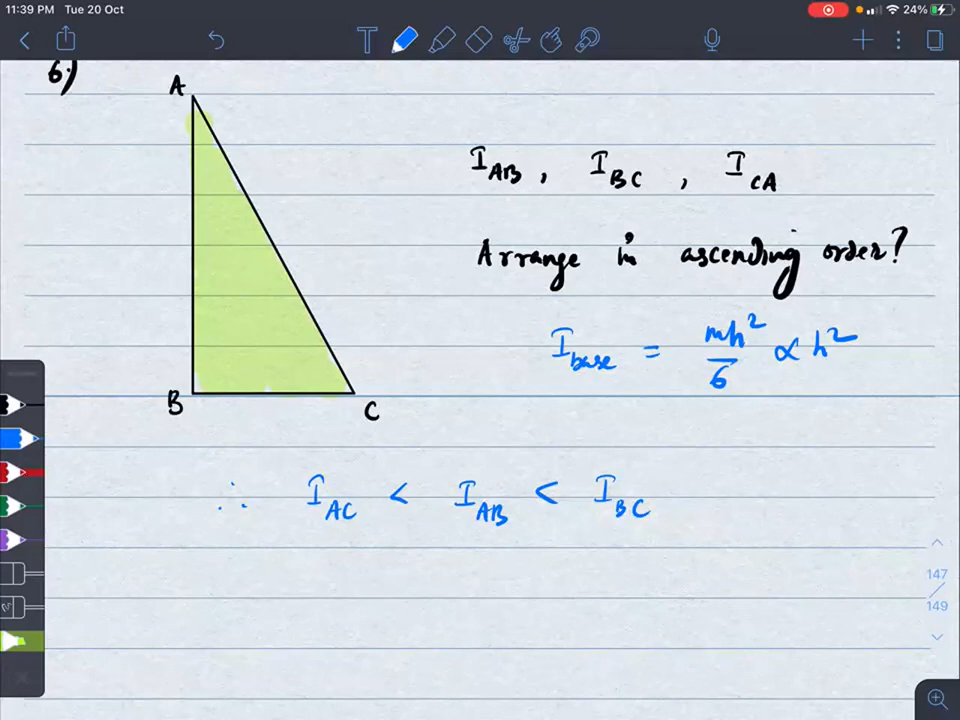 11:39 PM Tue 20 Oct
24%
6)
A
I_AB , I_BC , I_CA
Arrange in ascending order?
I_base = mh²/6 ∝ h²
B
C
∴ I_AC < I_AB < I_BC
147
/
149